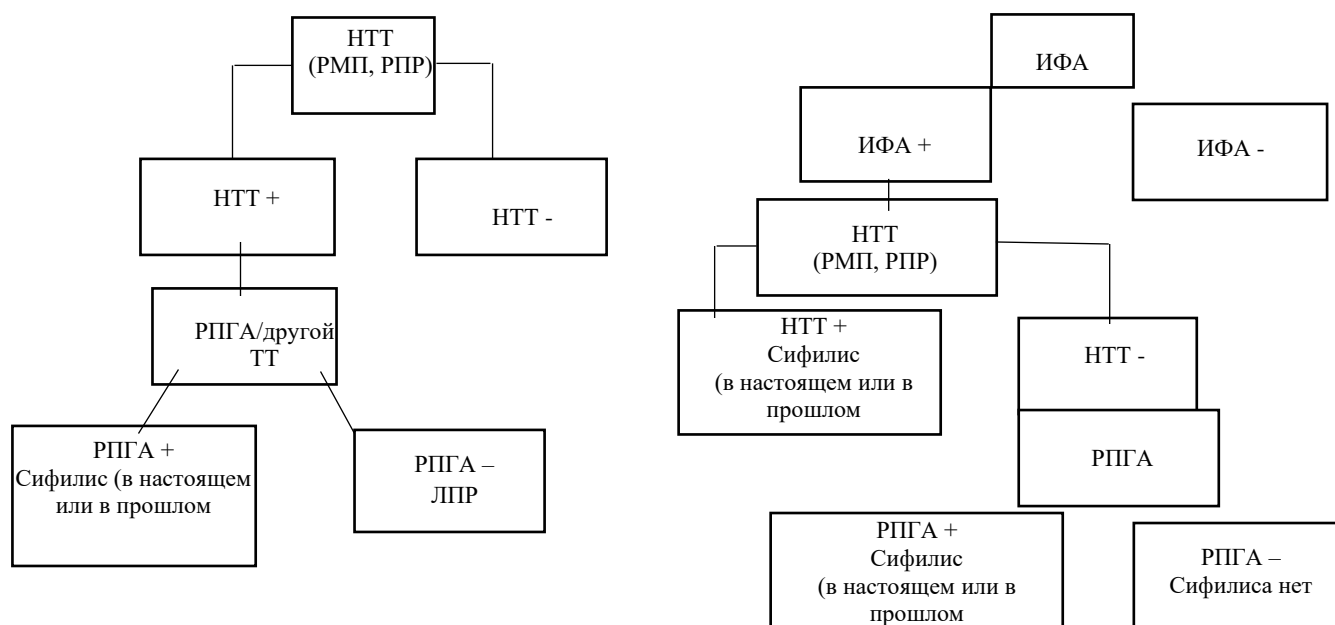 НТТ
(РМП, РПР)
НТТ +
НТТ -
РПГА/другой
ТТ
РПГА +
Сифилис (в настоящем
или в прошлом
РПГА –
ЛПР
ИФА
ИФА +
ИФА -
НТТ
(РМП, РПР)
НТТ +
Сифилис
(в настоящем или в
прошлом
НТТ -
РПГА
РПГА +
Сифилис
(в настоящем или в
прошлом
РПГА –
Сифилиса нет